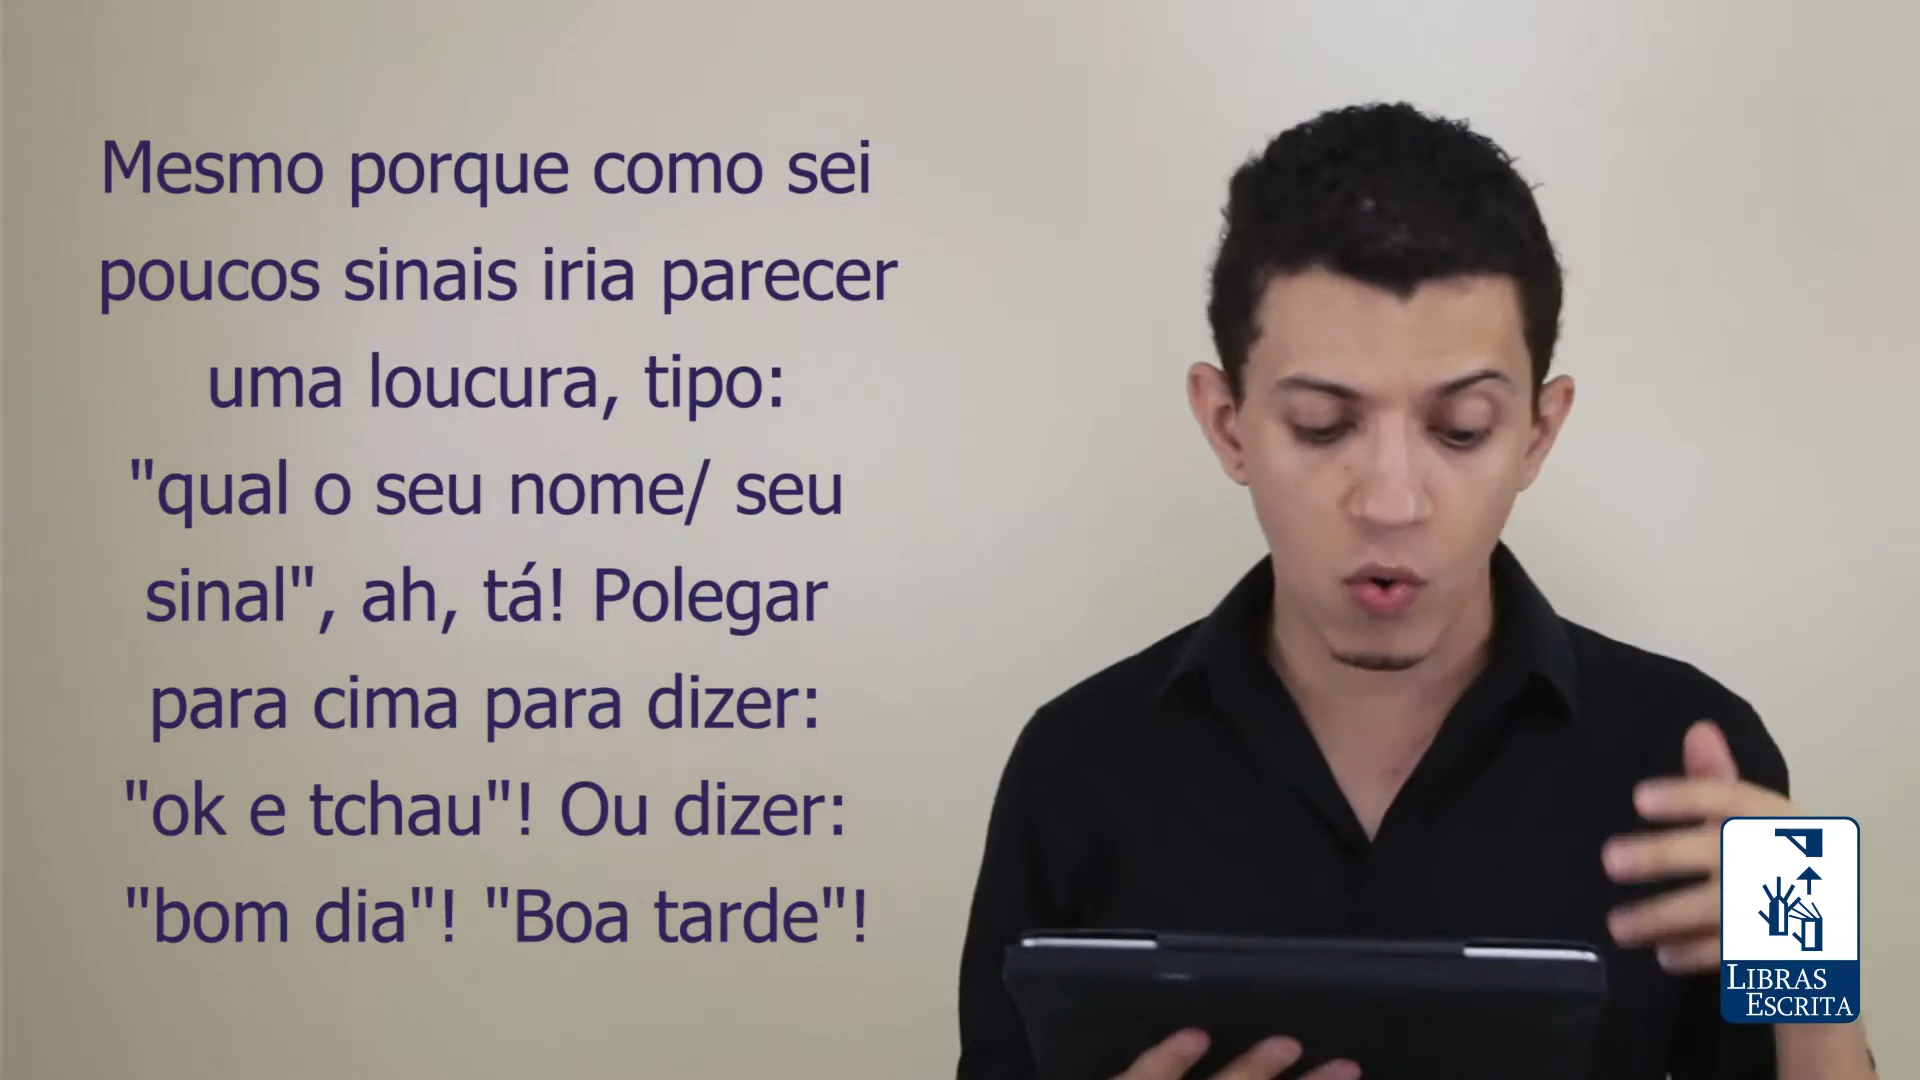 Mesmo porque como sei
poucos sinais iria parecer
uma loucura, tipo:
"qual o seu nome/ seu
sinal", ah, tá! Polegar
para cima para dizer:
"ok e tchau"! Ou dizer:
"bom dia"! "Boa tarde"!
LIBRAS
ESCRITA